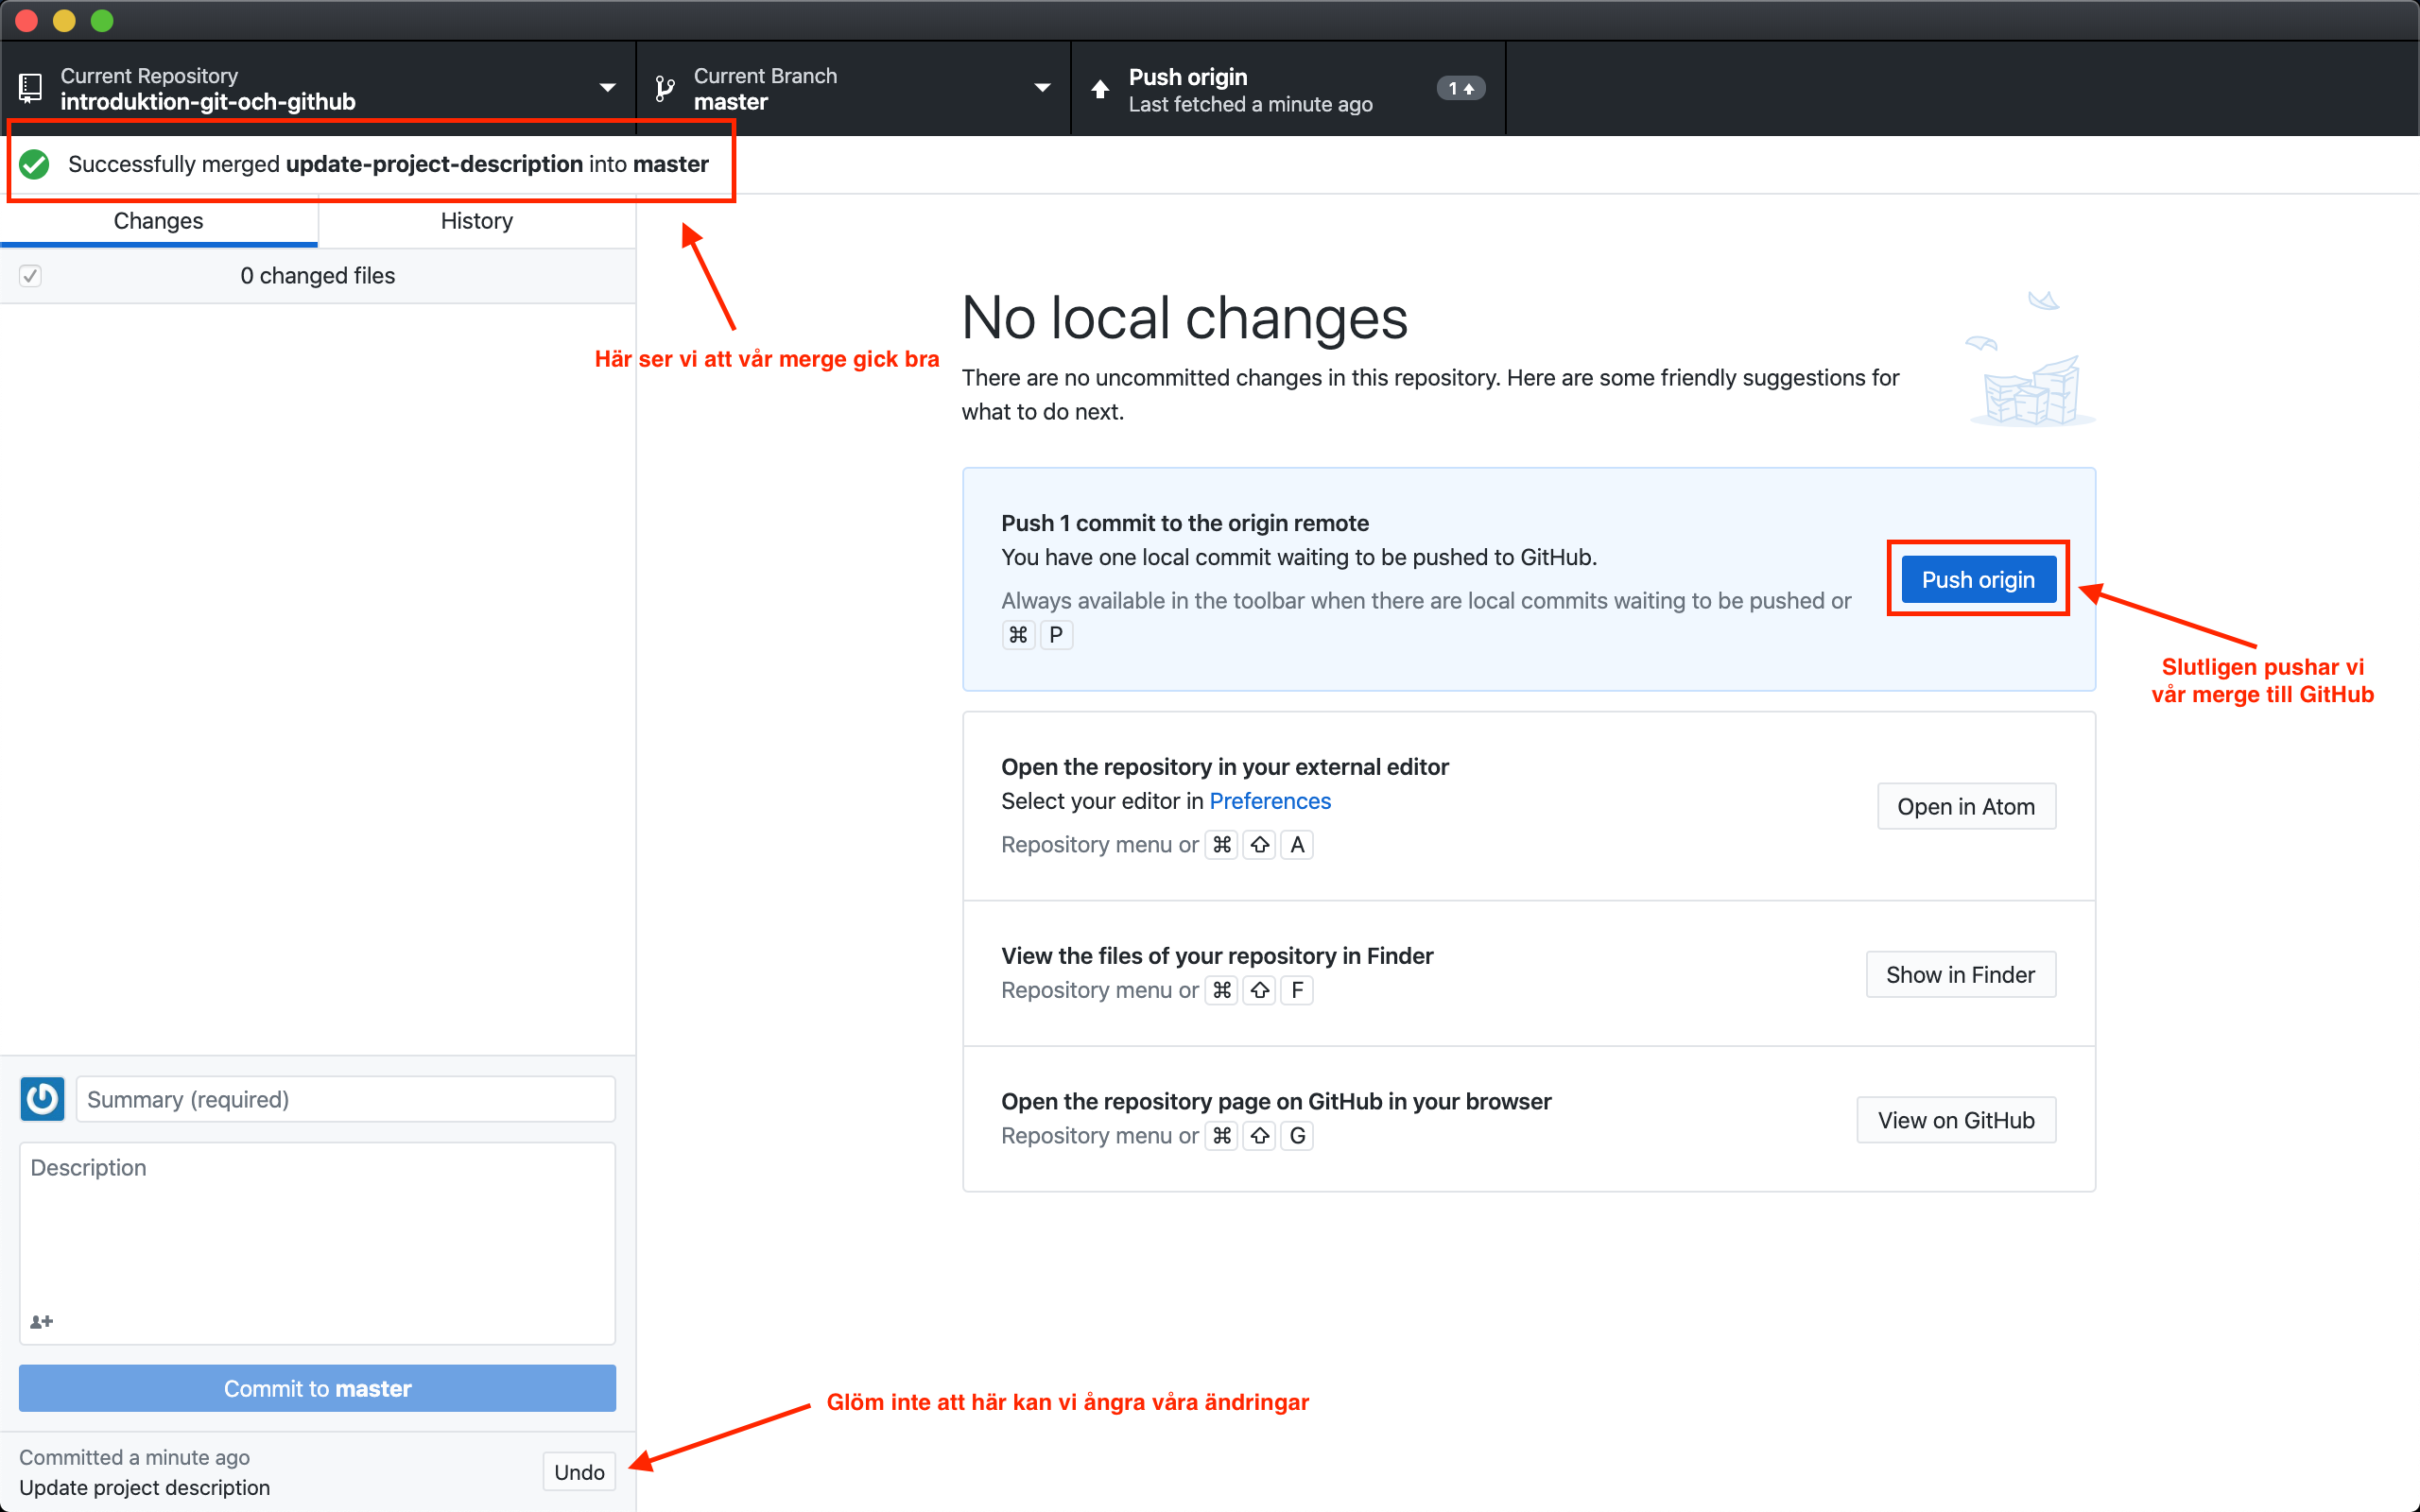 Current Repository
introduktion-git-och-github
Current Branch
master
Push origin
Last fetched a minute ago
1
Successfully merged update-project-description into master
Changes
History
0 changed files
Här ser vi att vår merge gick bra
No local changes
There are no uncommitted changes in this repository. Here are some friendly suggestions for
what to do next.
Push 1 commit to the origin remote
You have one local commit waiting to be pushed to GitHub.
Always available in the toolbar when there are local commits waiting to be pushed or
⌘ P
Push origin
Slutligen pushar vi
vår merge till GitHub
Open the repository in your external editor
Select your editor in Preferences
Repository menu or ⌘ ⇧ A
Open in Atom
View the files of your repository in Finder
Repository menu or ⌘ ⇧ F
Show in Finder
Open the repository page on GitHub in your browser
Repository menu or ⌘ ⇧ G
View on GitHub
Summary (required)
Description
Commit to master
Glöm inte att här kan vi ångra våra ändringar
Committed a minute ago
Update project description
Undo